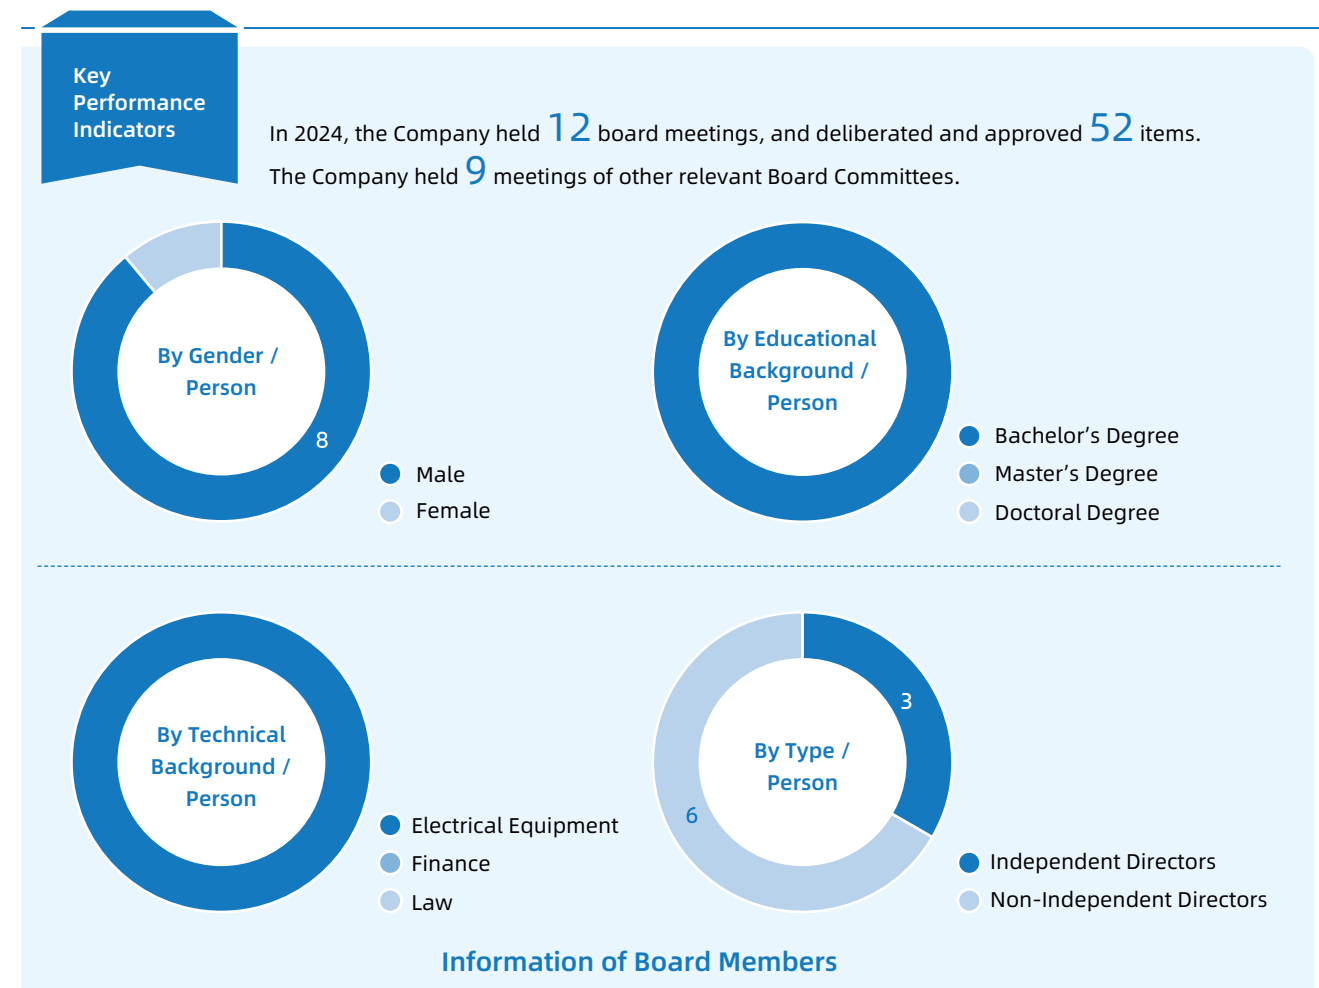 Key
Performance
Indicators
In 2024, the Company held 12 board meetings, and deliberated and approved 52 items.
The Company held 9 meetings of other relevant Board Committees.
By Gender /
Person
8
Male
Female
By Educational
Background /
Person
Bachelor’s Degree
Master’s Degree
Doctoral Degree
By Technical
Background /
Person
Electrical Equipment
Finance
Law
By Type /
Person
3
6
Independent Directors
Non-Independent Directors
Information of Board Members